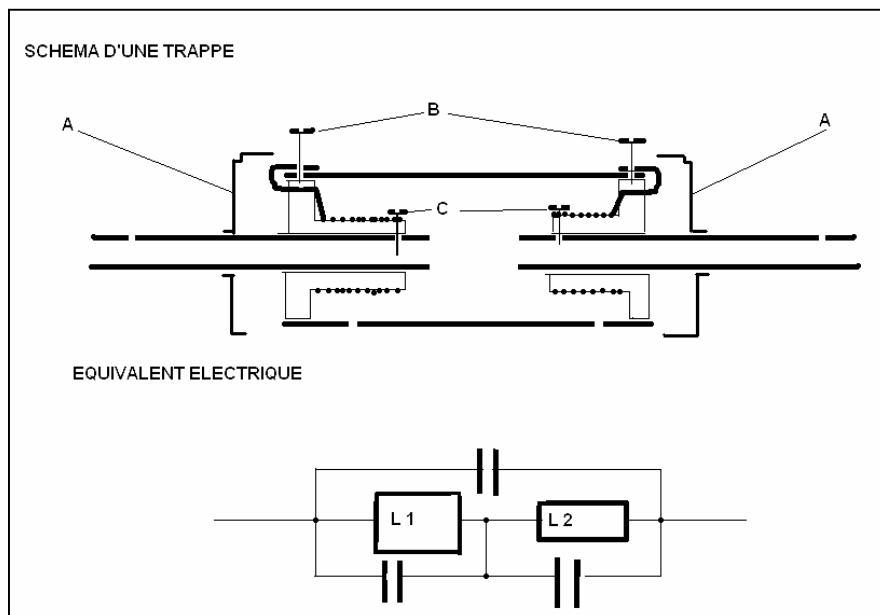 SCHEMA D'UNE TRAPPE
A
B
A
C
EQUIVALENT ELECTRIQUE
L 1
L 2